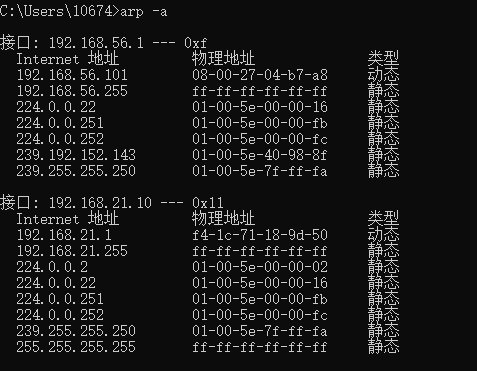 C:\Users\10674>arp -a
接口: 192.168.56.1 --- 0xf
Internet 地址 物理地址 类型
192.168.56.101 08-00-27-04-b7-a8 动态
192.168.56.255 ff-ff-ff-ff-ff-ff 静态
224.0.0.22 01-00-5e-00-00-16 静态
224.0.0.251 01-00-5e-00-00-fb 静态
224.0.0.252 01-00-5e-00-00-fc 静态
239.192.152.143 01-00-5e-40-98-8f 静态
239.255.255.250 01-00-5e-7f-ff-fa 静态
接口: 192.168.21.10 --- 0x11
Internet 地址 物理地址 类型
192.168.21.1 f4-1c-71-18-9d-50 动态
192.168.21.255 ff-ff-ff-ff-ff-ff 静态
224.0.0.2 01-00-5e-00-00-02 静态
224.0.0.22 01-00-5e-00-00-16 静态
224.0.0.251 01-00-5e-00-00-fb 静态
224.0.0.252 01-00-5e-00-00-fc 静态
239.255.255.250 01-00-5e-7f-ff-fa 静态
255.255.255.255 ff-ff-ff-ff-ff-ff 静态